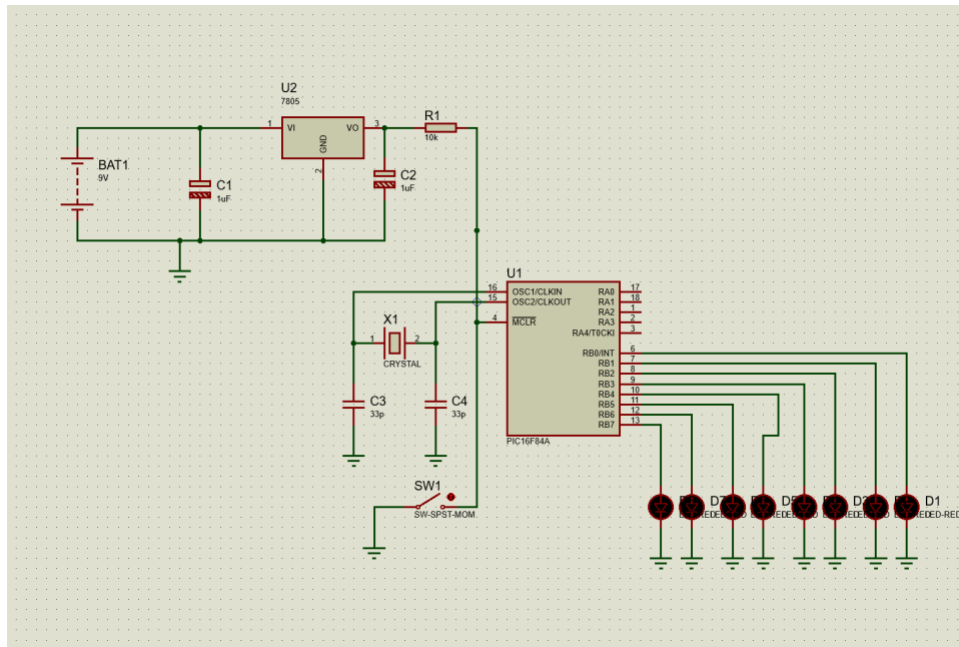 U2
7805
1 VI VO 3
GND
2
R1
10k
BAT1
9V
C1
1uF
C2
1uF
U1
16 OSC1/CLKIN
15 OSC2/CLKOUT
4 MCLR
RA0 17
RA1 18
RA2 1
RA3 2
RA4/T0CKI 3
RB0/INT 6
RB1 7
RB2 8
RB3 9
RB4 10
RB5 11
RB6 12
RB7 13
PIC16F84A
X1
1 2
CRYSTAL
C3
33p
C4
33p
SW1
SW-SPST-MOM
D1